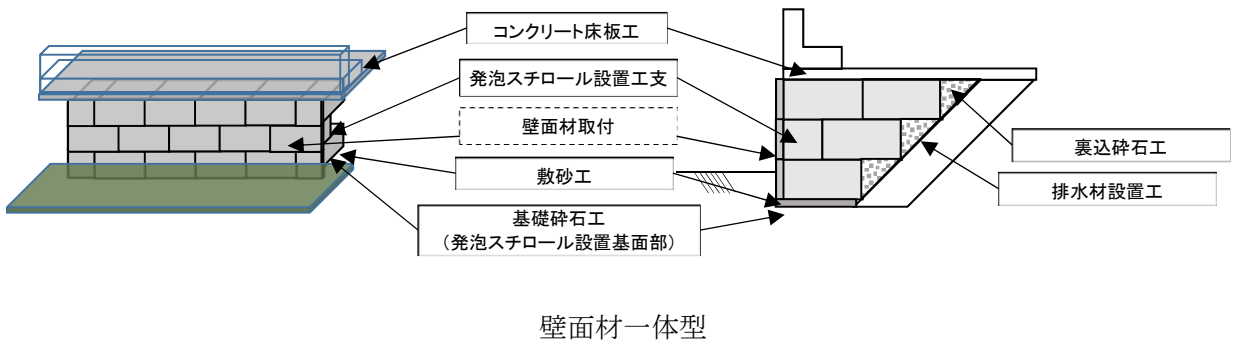 コンクリート床板工
発泡スチロール設置工支
壁面材取付
敷砂工
基礎砕石工
（発泡スチロール設置基面部）
裏込砕石工
排水材設置工
壁面材一体型